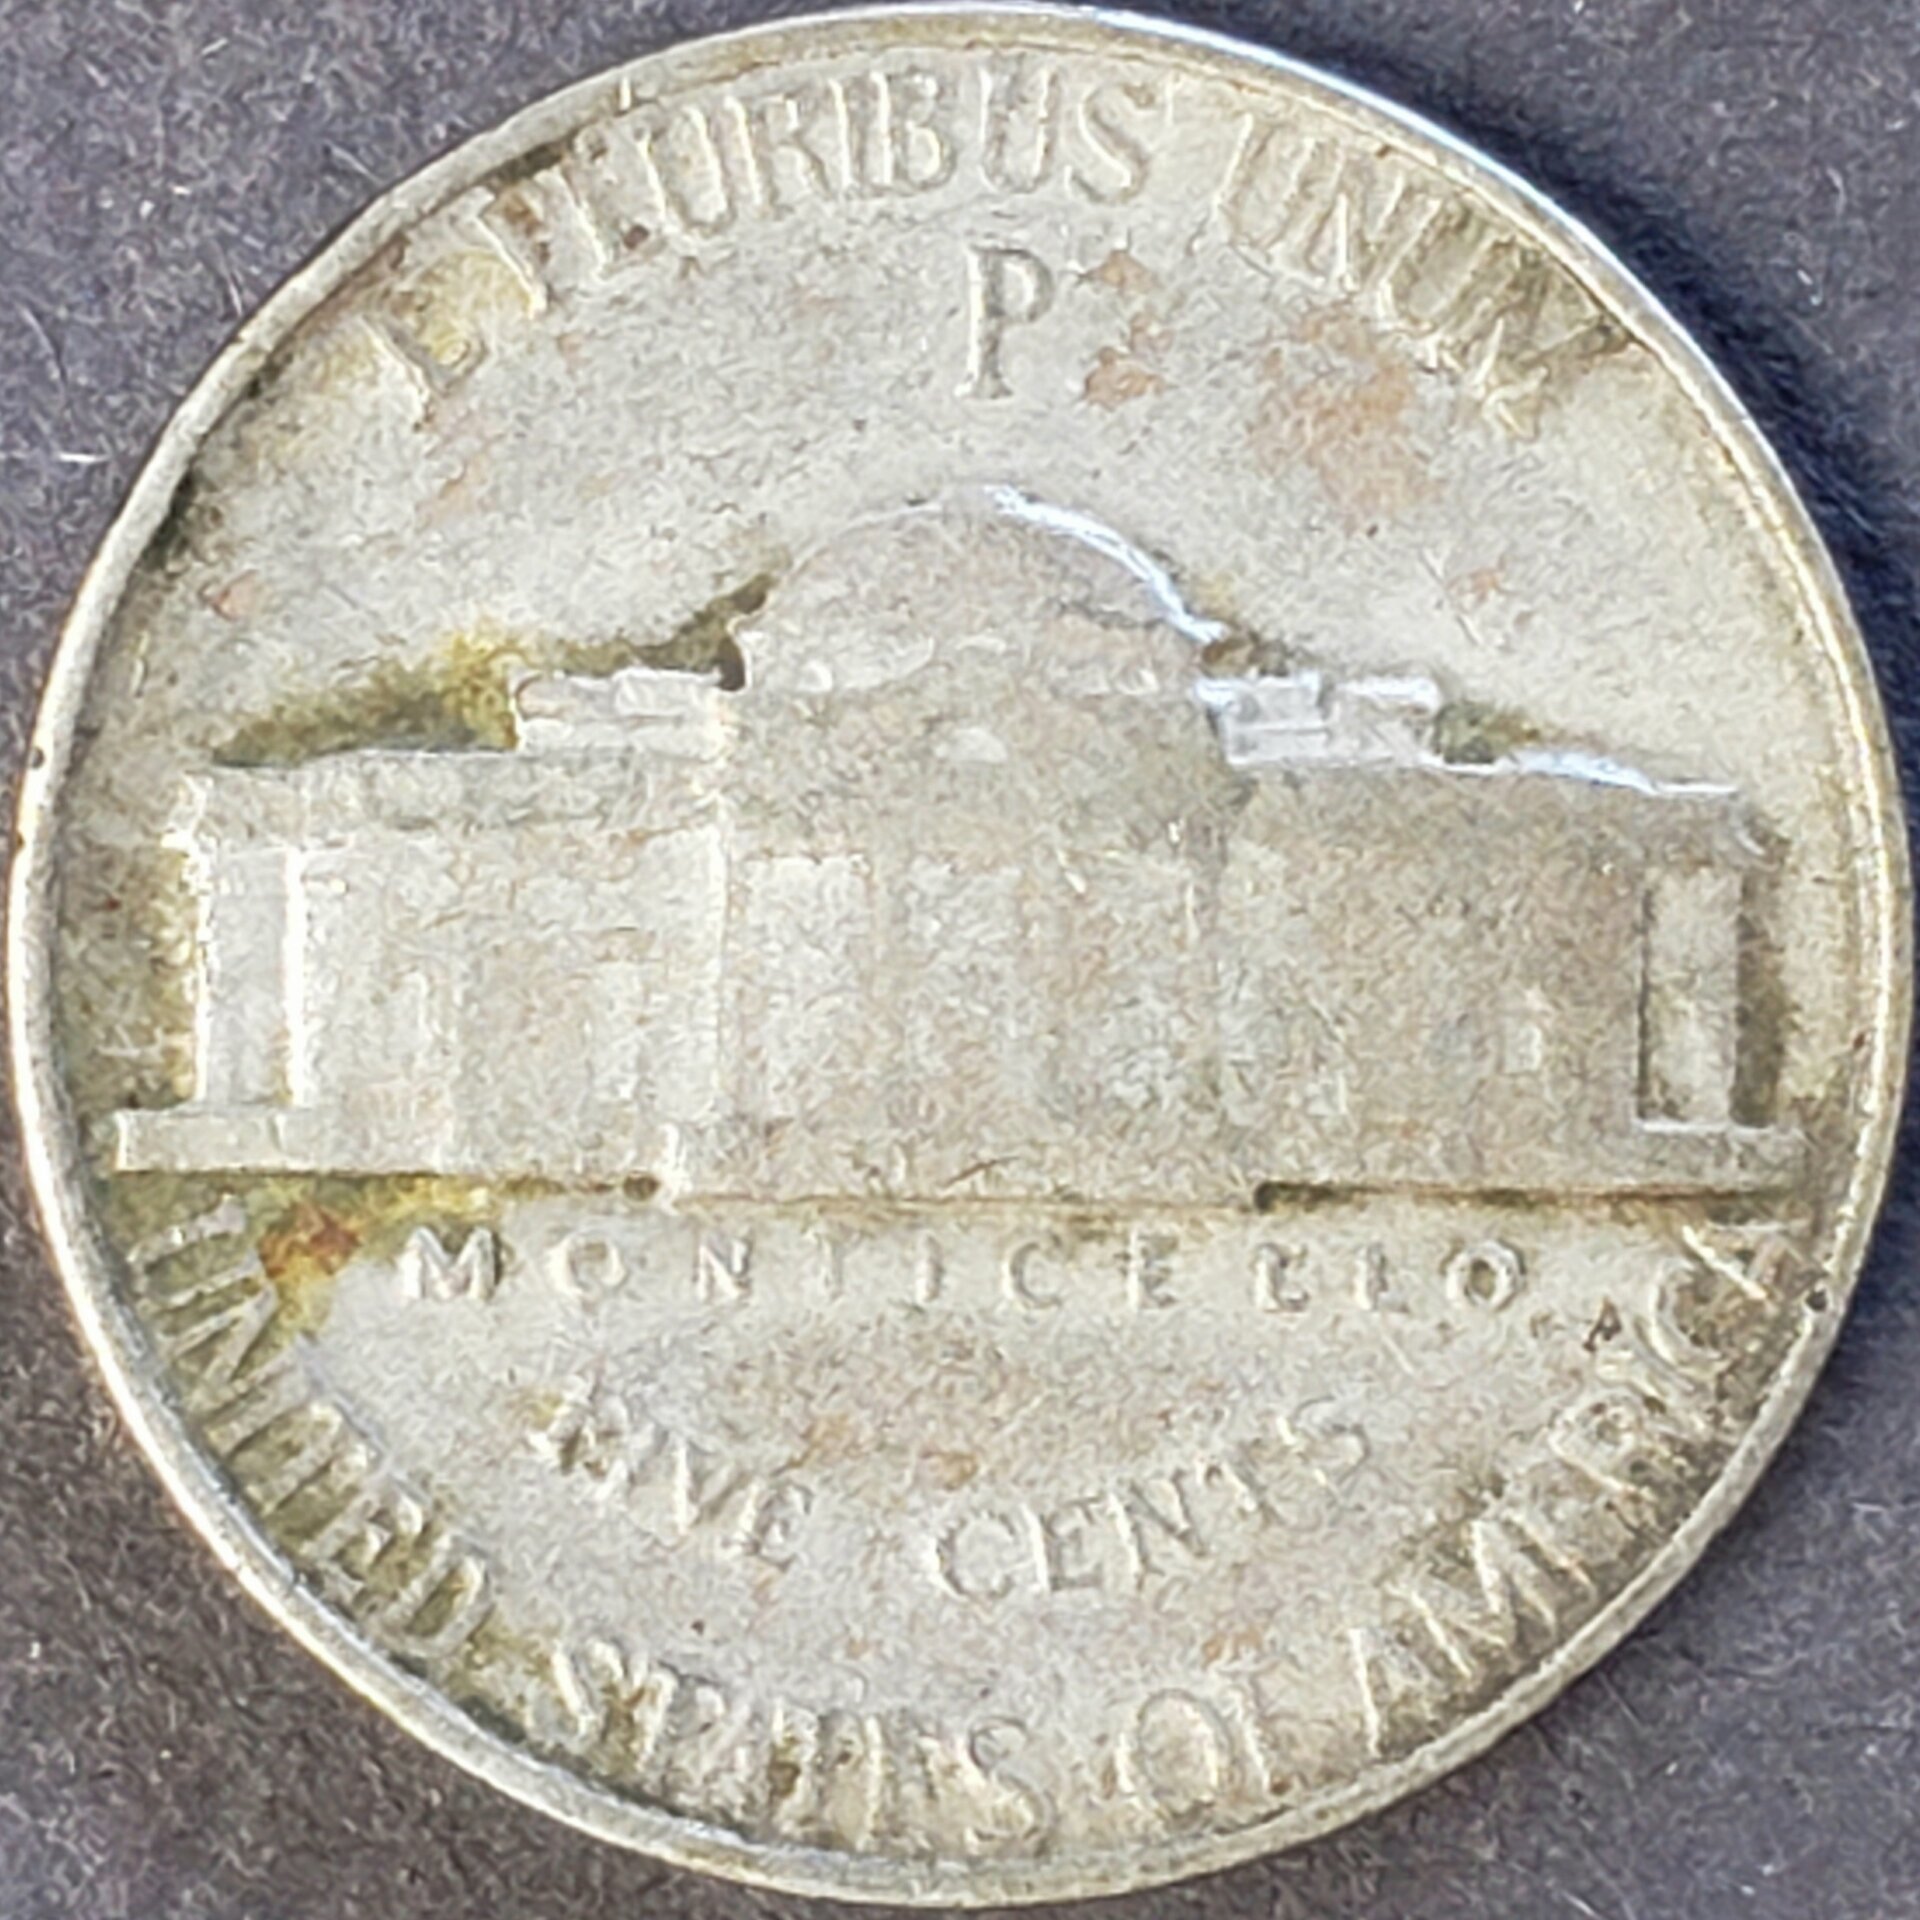 E PLURIBUS UNUM
P
MONTICELLO
FIVE CENTS
UNITED STATES OF AMERICA